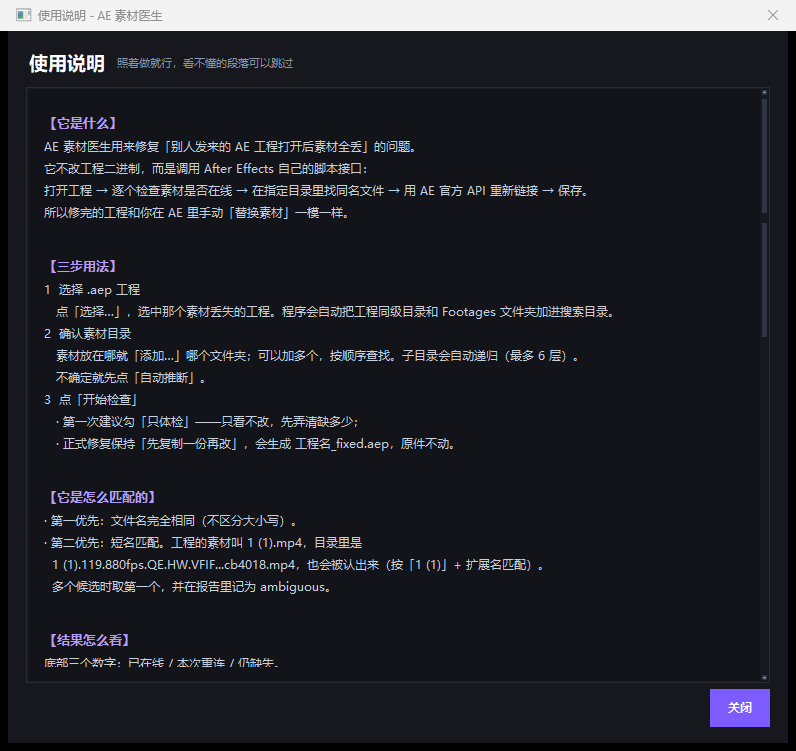 使用说明 - AE 素材医生
使用说明 照着做就行，看不懂的段落可以跳过
【它是什么】
AE 素材医生用来修复「别人发来的 AE 工程打开后素材全丢」的问题。
它不改工程二进制，而是调用 After Effects 自己的脚本接口：
打开工程 → 逐个检查素材是否在线 → 在指定目录里找同名文件 → 用 AE 官方 API 重新链接 → 保存。
所以修完的工程和你在 AE 里手动「替换素材」一模一样。
【三步用法】
1 选择 .aep 工程
点「选择…」，选中那个素材丢失的工程。程序会自动把工程同级目录和 Footages 文件夹加进搜索目录。
2 确认素材目录
素材放在哪就「添加…」哪个文件夹；可以加多个，按顺序查找。子目录会自动递归（最多 6 层）。
不确定就先点「自动推断」。
3 点「开始检查」
· 第一次建议勾「只体检」——只看不改，先弄清缺多少；
· 正式修复保持「先复制一份再改」，会生成 工程名_fixed.aep，原件不动。
【它是怎么匹配的】
· 第一优先：文件名完全相同（不区分大小写）。
· 第二优先：短名匹配。工程的素材叫 1 (1).mp4，目录里是
1 (1).119.880fps.QE.HW.VFIF…cb4018.mp4，也会被认出来（按「1 (1)」+ 扩展名匹配）。
多个候选时取第一个，并在报告里记为 ambiguous。
【结果怎么看】
底部三个数字：已在线 / 本次重连 / 仍缺失。
关闭